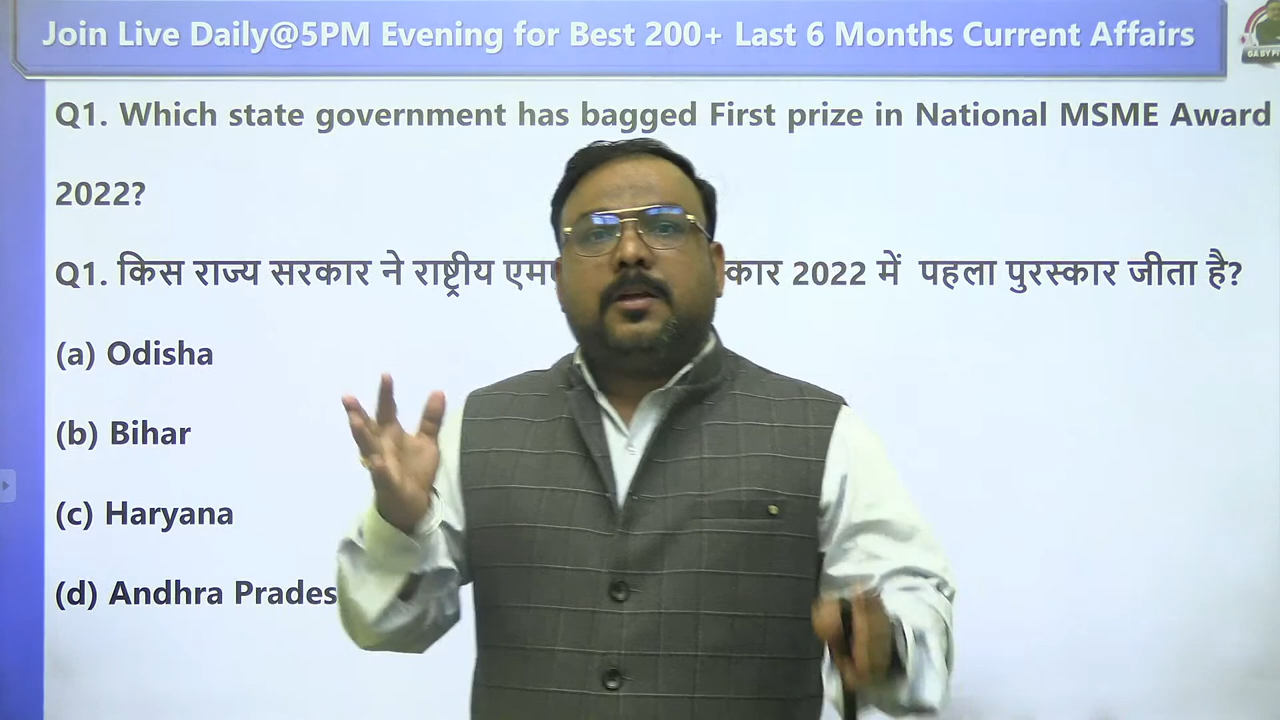 Join Live Daily@5PM Evening for Best 200+ Last 6 Months Current Affairs
Q1. Which state government has bagged First prize in National MSME Award
2022?
Q1. किस राज्य सरकार ने राष्ट्रीय 2022 में पहला पुरस्कार जीता है?
(a) Odisha
(b) Bihar
(c) Haryana
(d) Andhra Prades